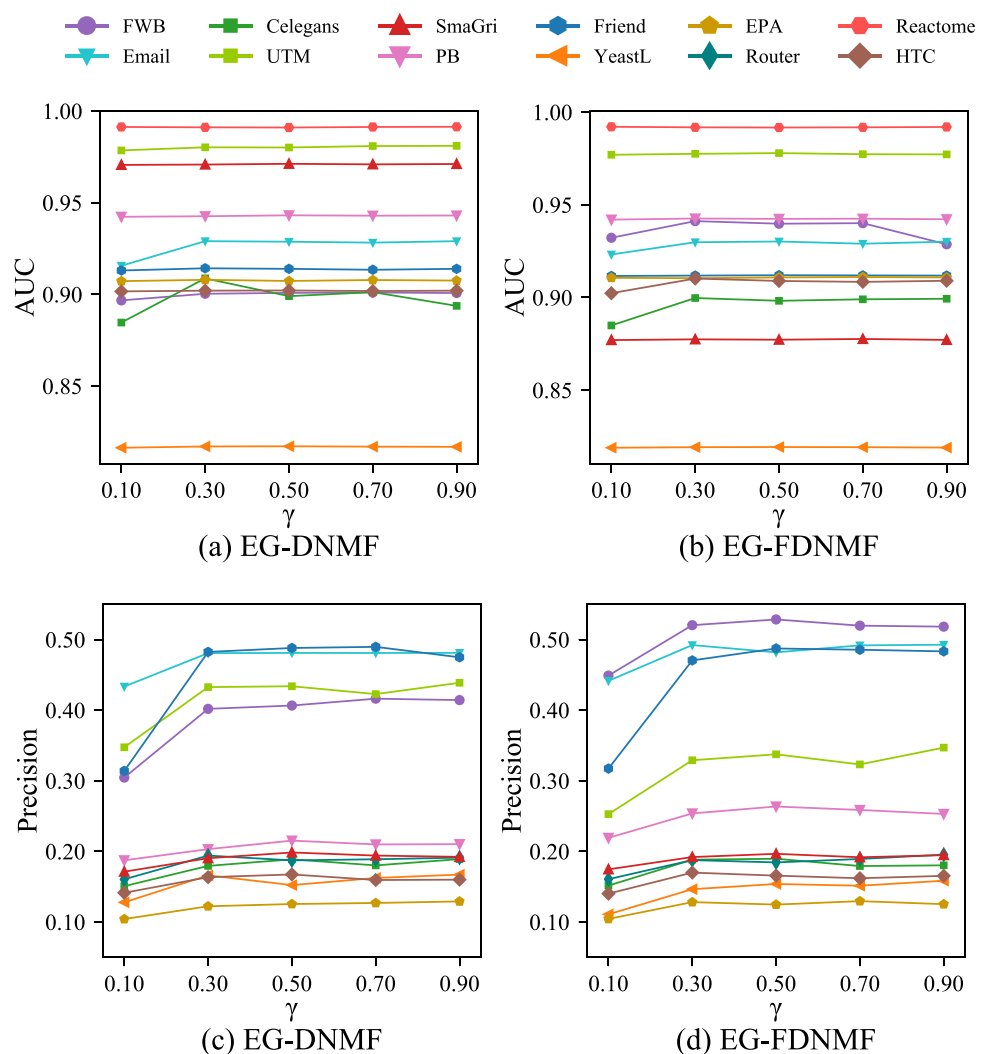 FWB Celegans SmaGri Friend EPA Reactome
Email UTM PB YeastL Router HTC
1.00
0.95
0.90
0.85
AUC
0.10 0.30 0.50 0.70 0.90
γ
(a) EG-DNMF
1.00
0.95
0.90
0.85
AUC
0.10 0.30 0.50 0.70 0.90
γ
(b) EG-FDNMF
0.50
0.40
0.30
0.20
0.10
Precision
0.10 0.30 0.50 0.70 0.90
γ
(c) EG-DNMF
0.50
0.40
0.30
0.20
0.10
Precision
0.10 0.30 0.50 0.70 0.90
γ
(d) EG-FDNMF